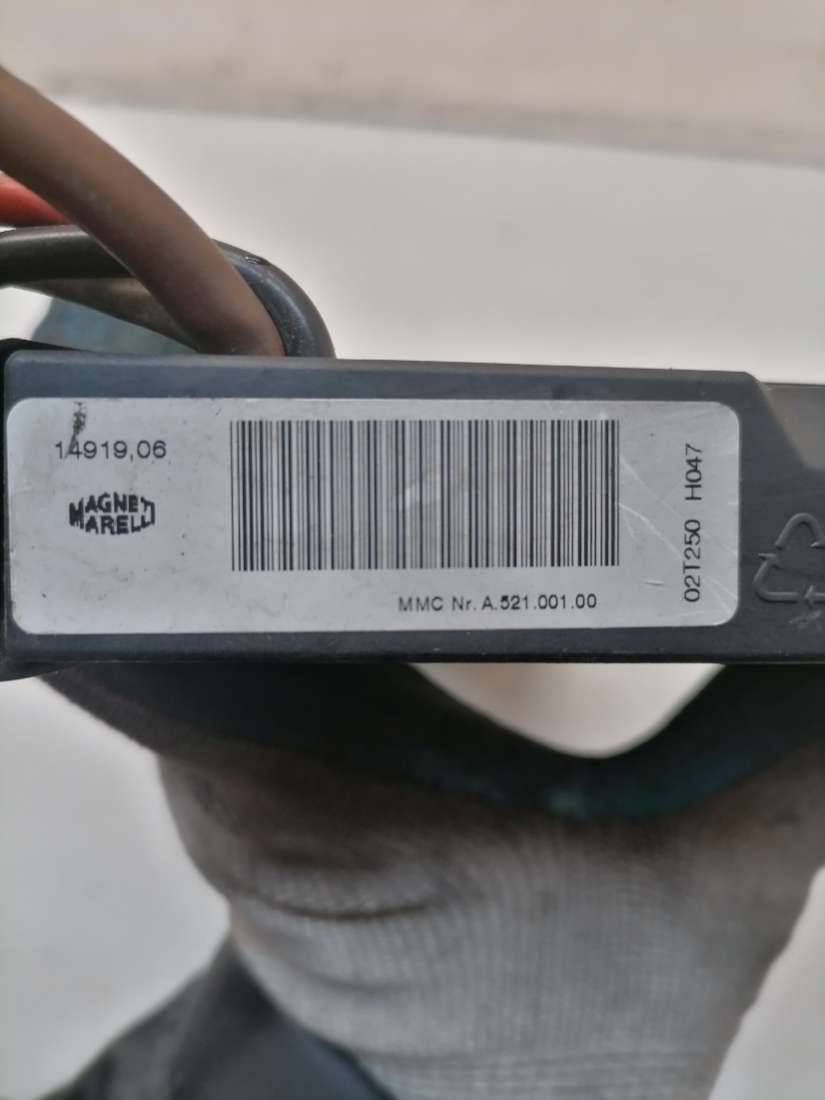 14919,06
MAGNETI
MARELLI
MMC Nr. A.521.001.00
02T250 H047